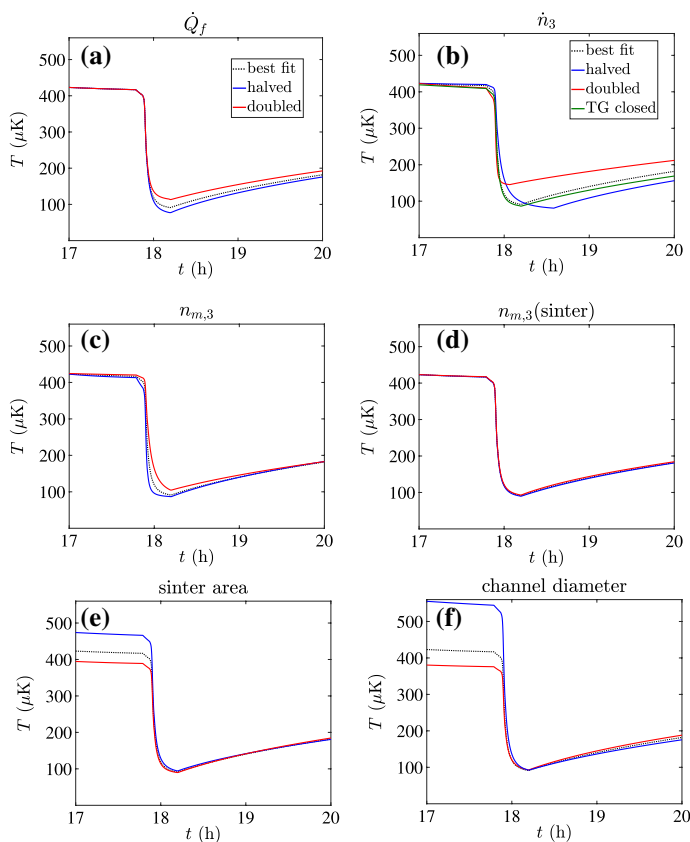 Q̇_f
(a)
best fit
halved
doubled
500
400
300
200
100
T (μK)
17 18 19 20
t (h)
ṅ_3
(b)
best fit
halved
doubled
TG closed
500
400
300
200
100
T (μK)
17 18 19 20
t (h)
n_{m,3}
(c)
500
400
300
200
100
T (μK)
17 18 19 20
t (h)
n_{m,3}(sinter)
(d)
500
400
300
200
100
T (μK)
17 18 19 20
t (h)
sinter area
(e)
500
400
300
200
100
T (μK)
17 18 19 20
t (h)
channel diameter
(f)
500
400
300
200
100
T (μK)
17 18 19 20
t (h)